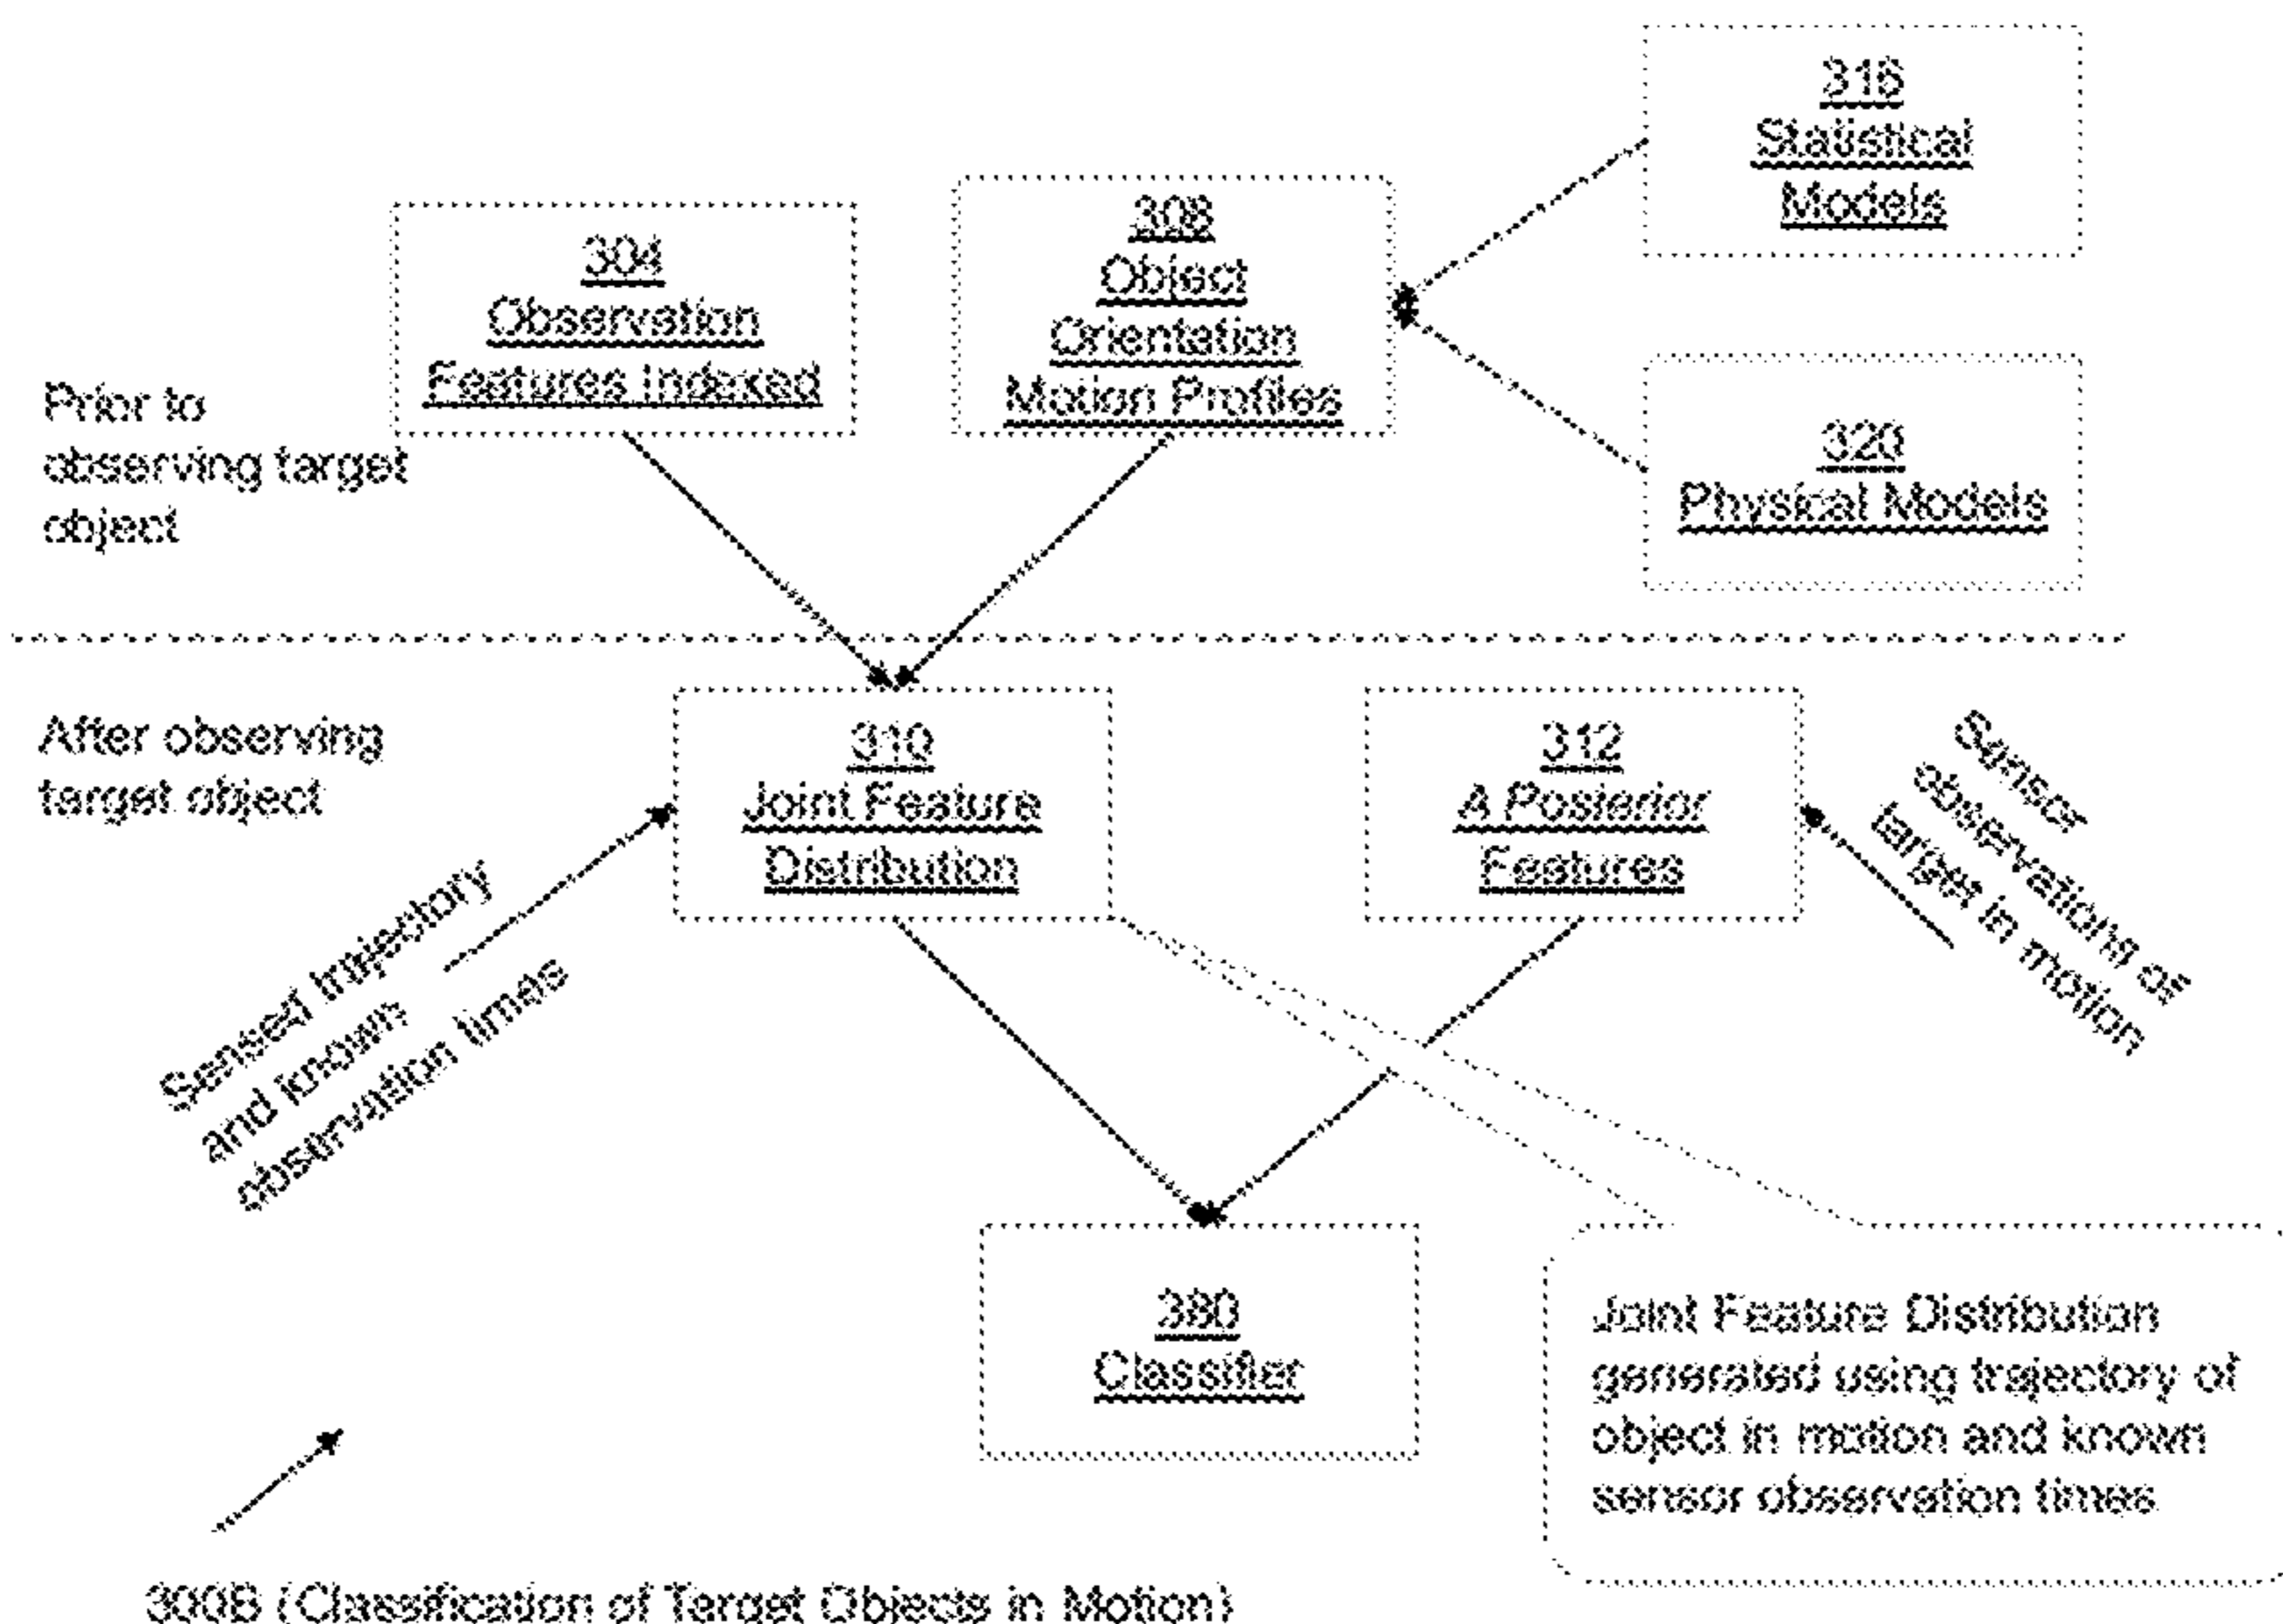 316
Statistical
Models
304
Observation
Features Indexed
308
Object
Orientation
Motion Profiles
320
Physical Models
Prior to
observing target
object
After observing
target object
310
Joint Feature
Distribution
312
A Posterior
Features
Sensor
observations of
target in motion
Sensed trajectory
and known
observation times
380
Classifier
Joint Feature Distribution
generated using trajectory of
object in motion and known
sensor observation times
300B (Classification of Target Objects in Motion)